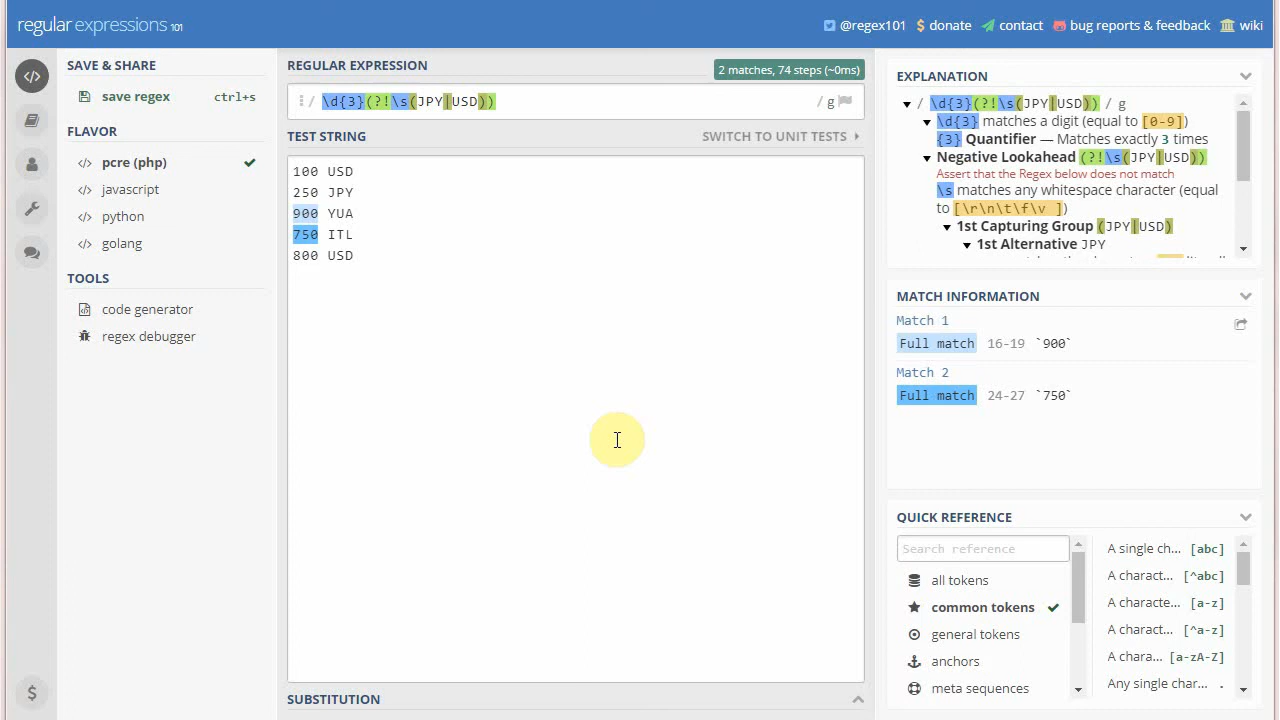 regular expressions 101
@regex101
donate
contact
bug reports & feedback
wiki
SAVE & SHARE
save regex ctrl+s
FLAVOR
pcre (php)
javascript
python
golang
TOOLS
code generator
regex debugger
$
REGULAR EXPRESSION
2 matches, 74 steps (~0ms)
/ \d{3}(?!\s(JPY|USD)) / g
TEST STRING
SWITCH TO UNIT TESTS
100 USD
250 JPY
900 YUA
750 ITL
800 USD
SUBSTITUTION
EXPLANATION
/ \d{3}(?!\s(JPY|USD)) / g
\d{3} matches a digit (equal to [0-9])
{3} Quantifier — Matches exactly 3 times
Negative Lookahead (?!\s(JPY|USD))
Assert that the Regex below does not match
\s matches any whitespace character (equal
to [\r\n\t\f\v ])
1st Capturing Group (JPY|USD)
1st Alternative JPY
MATCH INFORMATION
Match 1
Full match 16-19 `900`
Match 2
Full match 24-27 `750`
QUICK REFERENCE
Search reference
all tokens
common tokens
general tokens
anchors
meta sequences
A single ch... [abc]
A charact... [^abc]
A characte... [a-z]
A charact... [^a-z]
A chara... [a-zA-Z]
Any single char... .